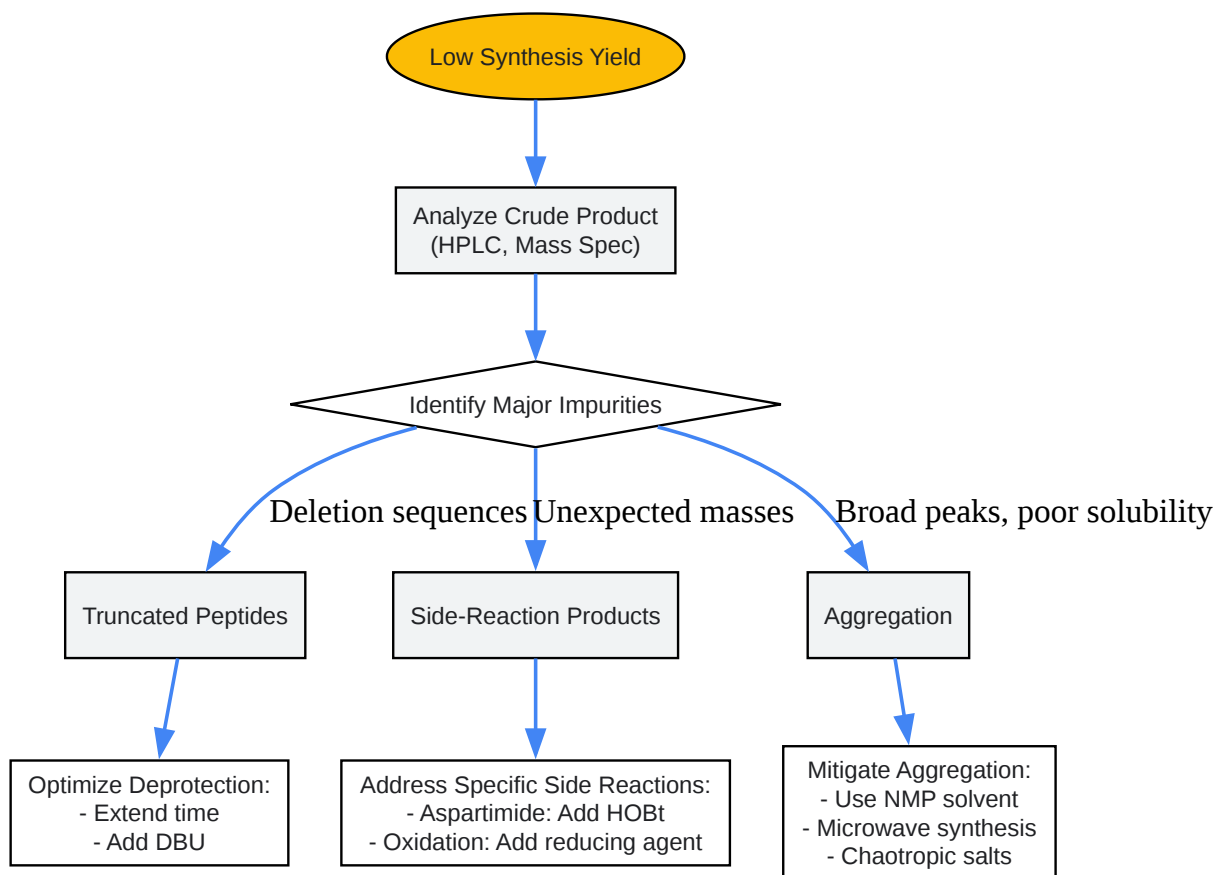 Low Synthesis Yield
Analyze Crude Product
(HPLC, Mass Spec)
Identify Major Impurities
Deletion sequences
Unexpected masses
Broad peaks, poor solubility
Truncated Peptides
Side-Reaction Products
Aggregation
Optimize Deprotection:
- Extend time
- Add DBU
Address Specific Side Reactions:
- Aspartimide: Add HOBt
- Oxidation: Add reducing agent
Mitigate Aggregation:
- Use NMP solvent
- Microwave synthesis
- Chaotropic salts